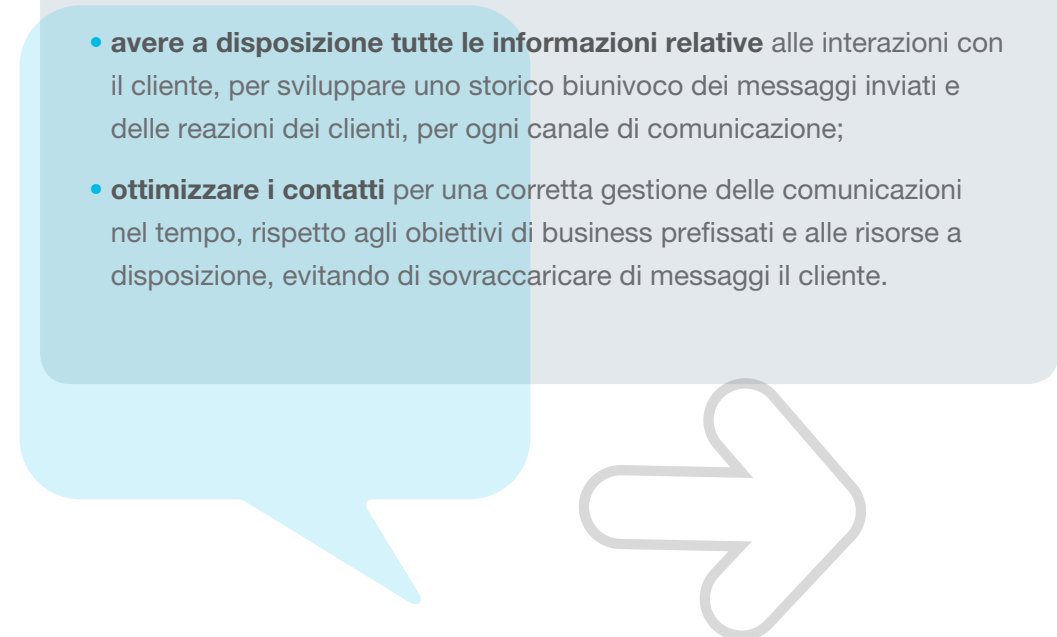 • avere a disposizione tutte le informazioni relative alle interazioni con
il cliente, per sviluppare uno storico biunivoco dei messaggi inviati e
delle reazioni dei clienti, per ogni canale di comunicazione;
• ottimizzare i contatti per una corretta gestione delle comunicazioni
nel tempo, rispetto agli obiettivi di business prefissati e alle risorse a
disposizione, evitando di sovraccaricare di messaggi il cliente.